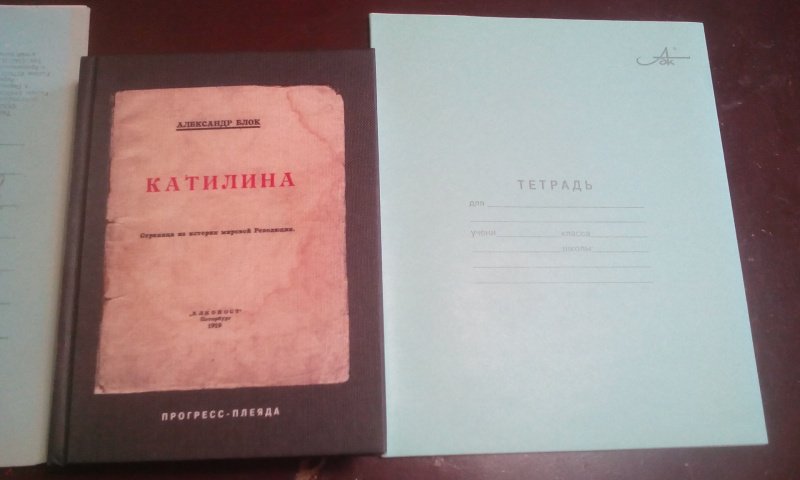 АЛЕКСАНДР БЛОК
КАТИЛИНА
Страница из истории мировой Революции.
„АЛКОНОСТ“
Петербург
1919
ПРОГРЕСС-ПЛЕЯДА
ТЕТРАДЬ
для
учени класса
школы